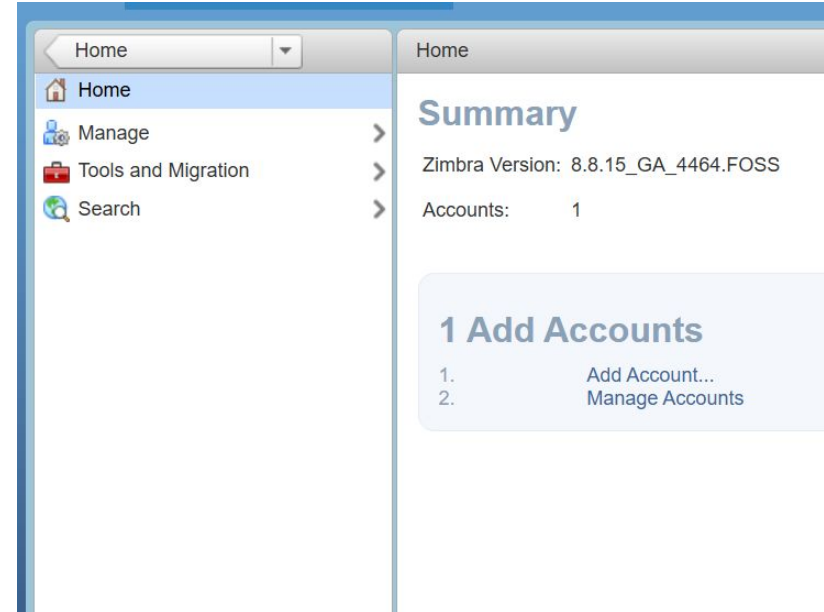 Home
Home
Manage
Tools and Migration
Search
Home
Summary
Zimbra Version: 8.8.15_GA_4464.FOSS
Accounts: 1
1 Add Accounts
1. Add Account...
2. Manage Accounts